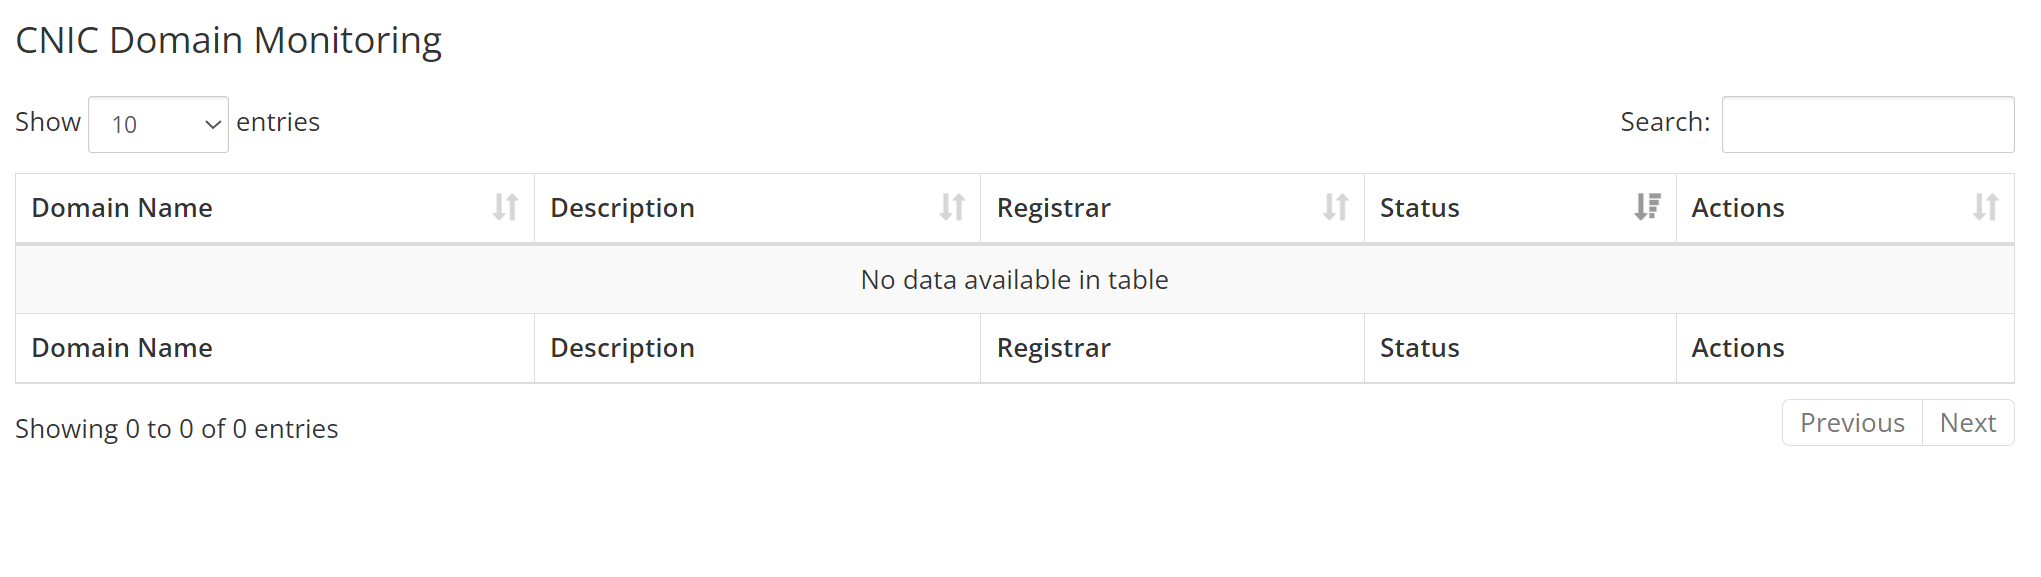 CNIC Domain Monitoring
Show 10 entries Search:
Domain Name Description Registrar Status Actions
No data available in table
Domain Name Description Registrar Status Actions
Showing 0 to 0 of 0 entries Previous Next